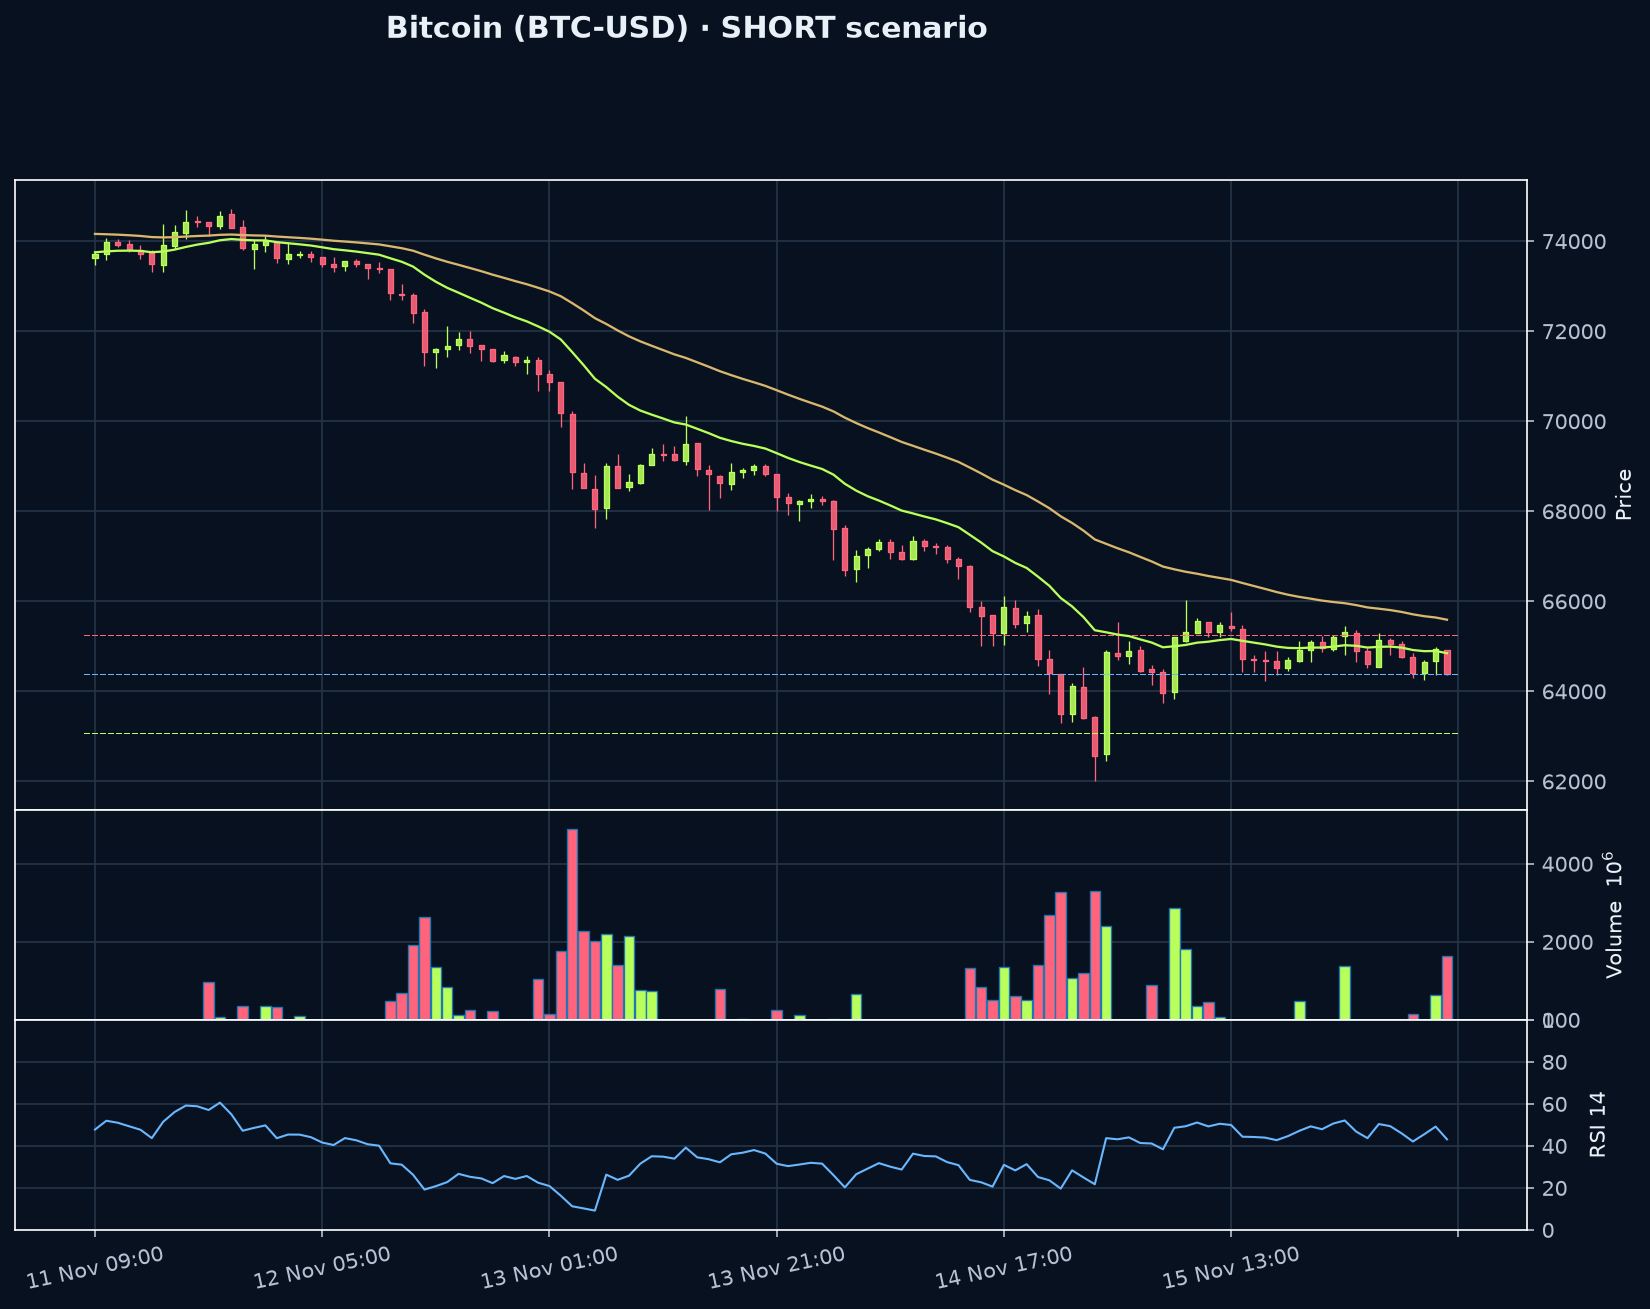 Bitcoin (BTC-USD) · SHORT scenario
74000
72000
70000
68000
66000
64000
62000
Price
4000
2000
0
Volume 10⁶
100
80
60
40
20
0
RSI 14
11 Nov 09:00
12 Nov 05:00
13 Nov 01:00
13 Nov 21:00
14 Nov 17:00
15 Nov 13:00